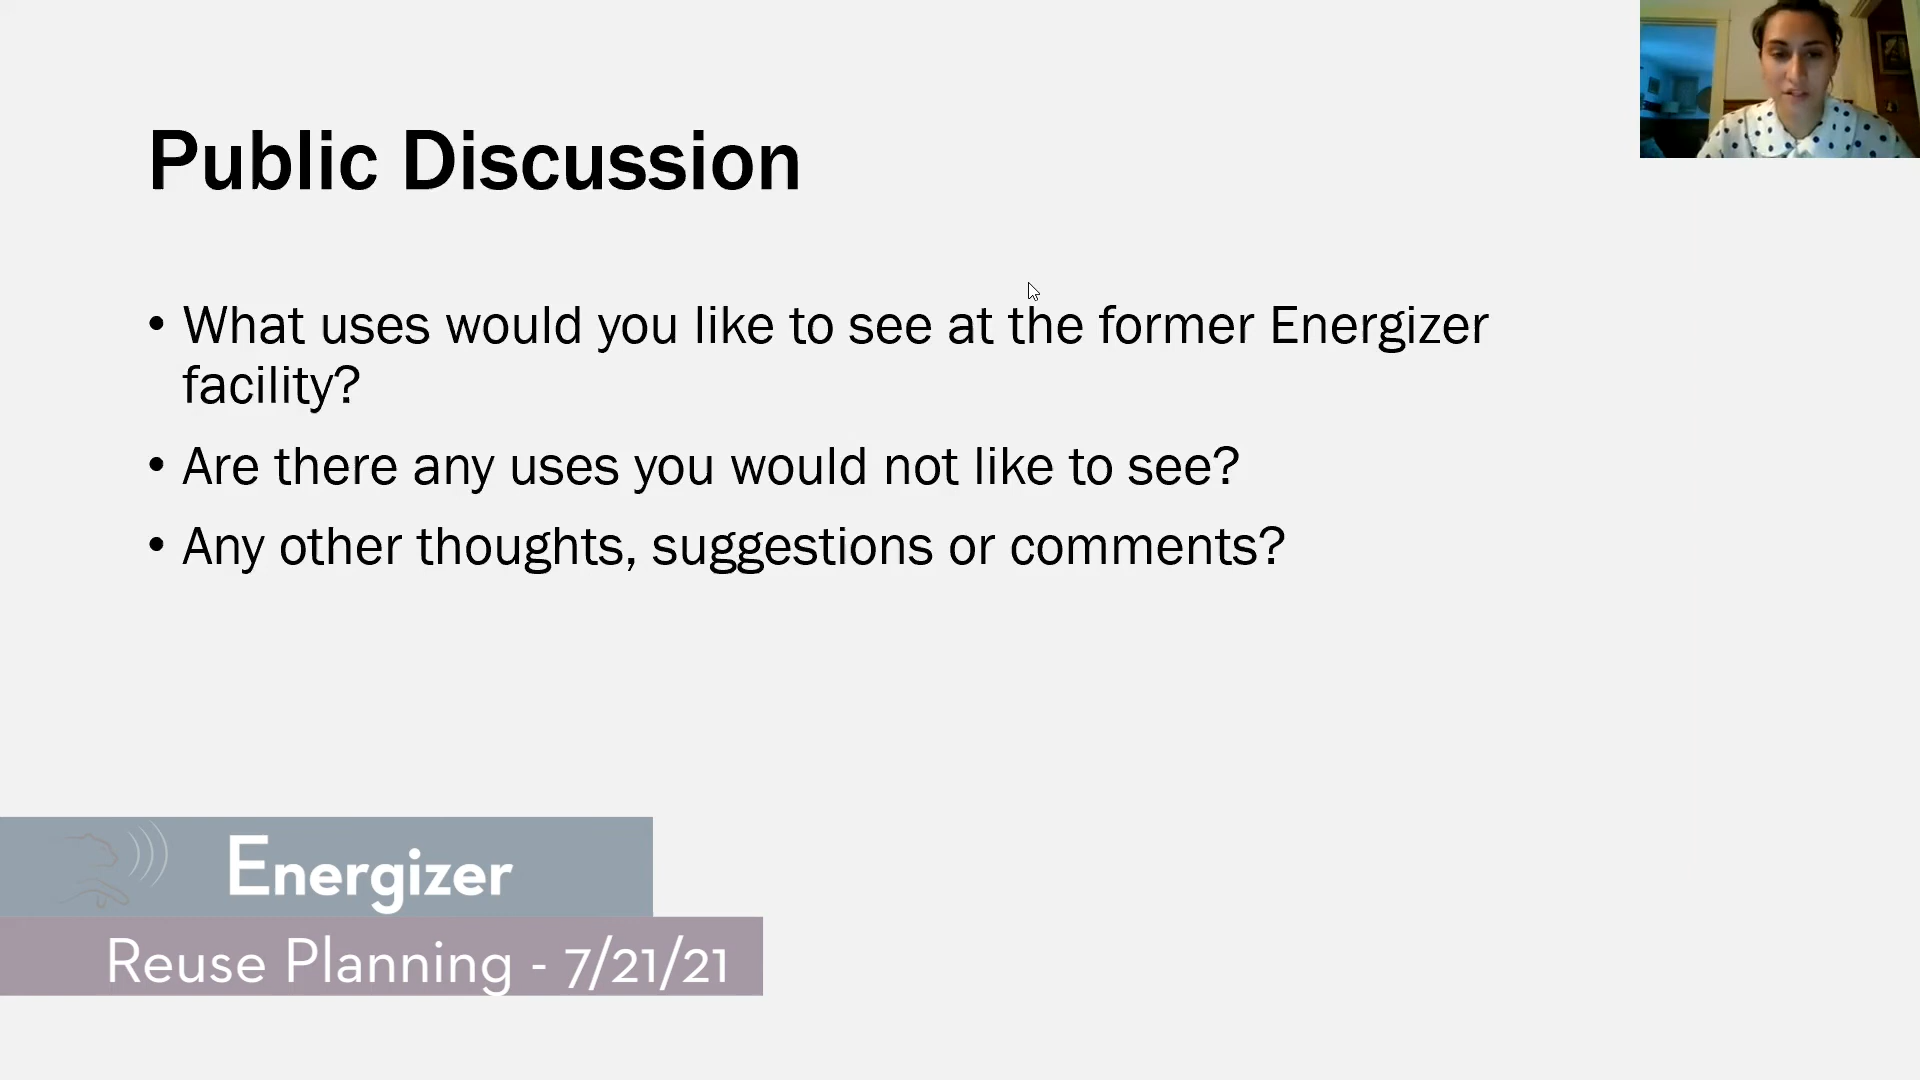 Public Discussion
• What uses would you like to see at the former Energizer
facility?
• Are there any uses you would not like to see?
• Any other thoughts, suggestions or comments?
Energizer
Reuse Planning - 7/21/21